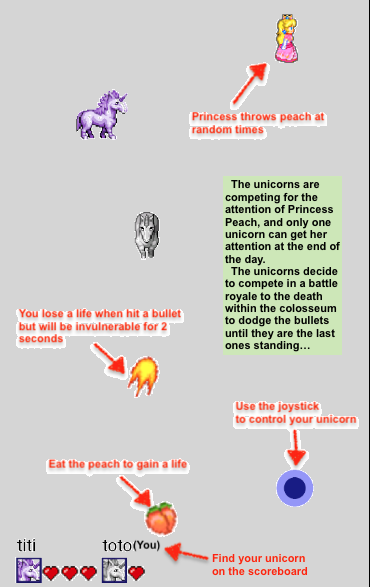 Princess throws peach at
random times
The unicorns are
competing for the
attention of Princess
Peach, and only one
unicorn can get her
attention at the end of
the day.
The unicorns decide
to compete in a battle
royale to the death
within the colosseum
to dodge the bullets
until they are the last
ones standing...
You lose a life when hit a bullet
but will be invulnerable for 2
seconds
Use the joystick
to control your unicorn
Eat the peach to gain a life
titi
toto (You)
Find your unicorn
on the scoreboard